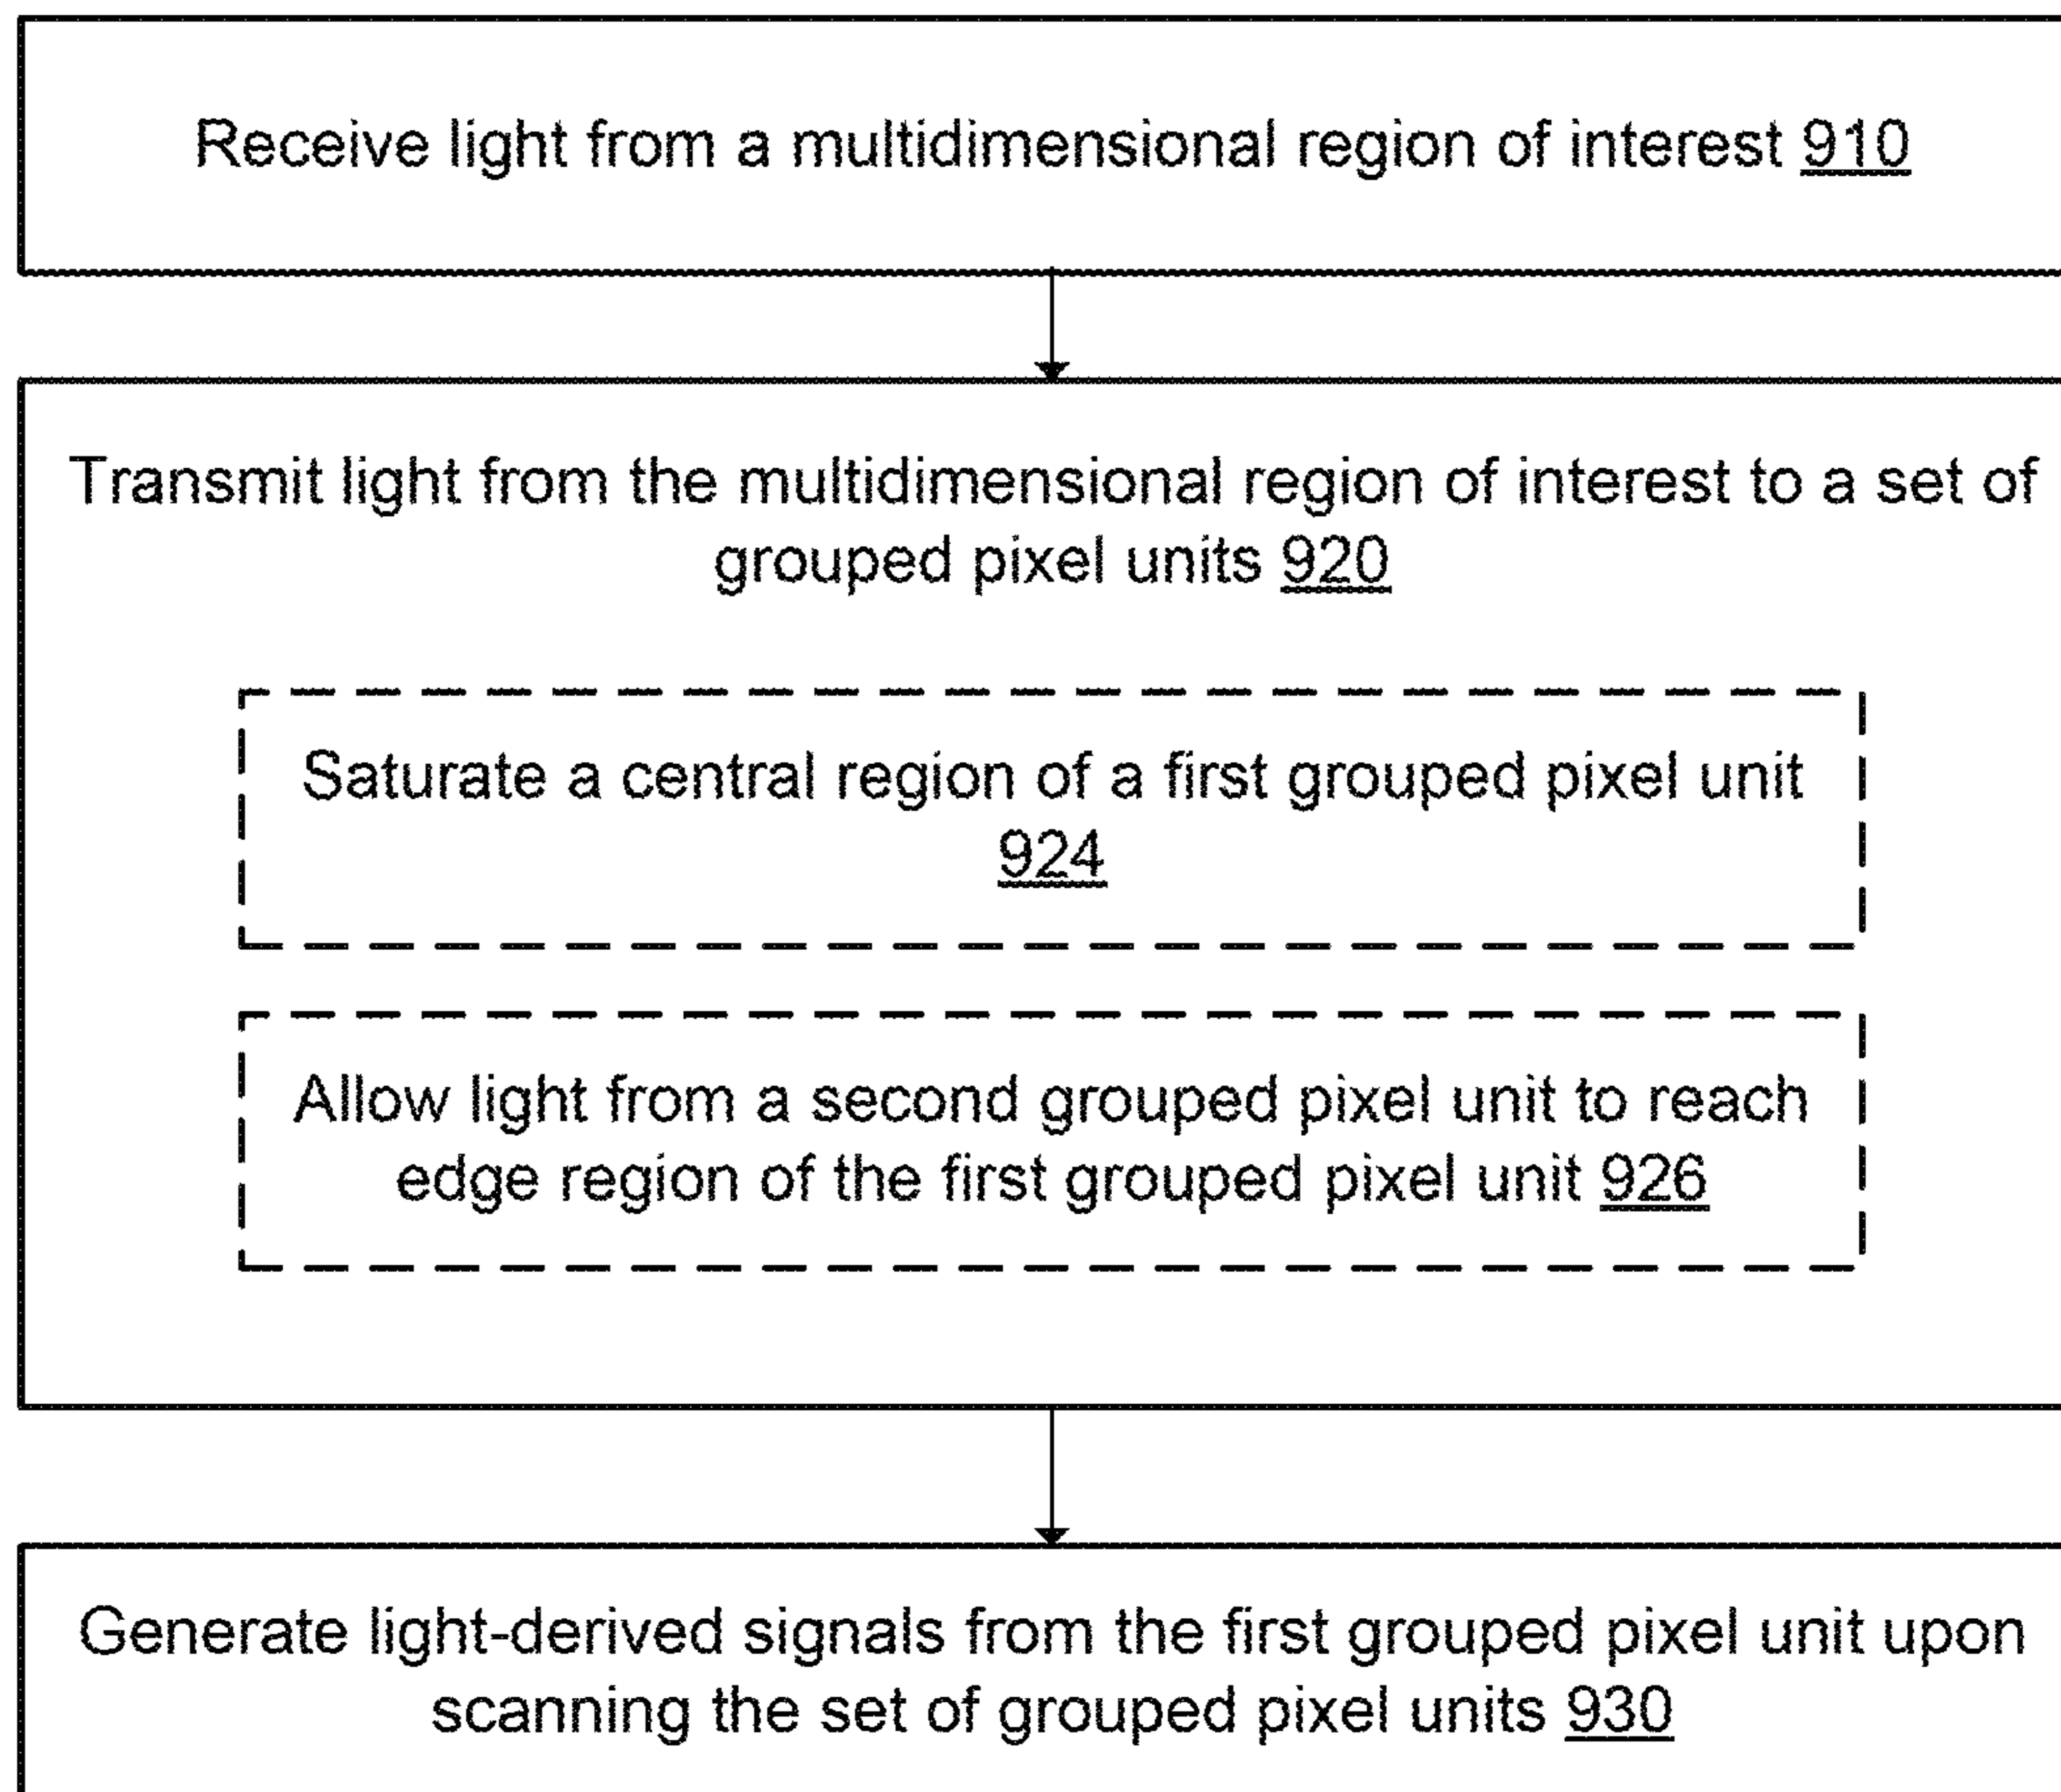 Receive light from a multidimensional region of interest 910
Transmit light from the multidimensional region of interest to a set of
grouped pixel units 920
Saturate a central region of a first grouped pixel unit
924
Allow light from a second grouped pixel unit to reach
edge region of the first grouped pixel unit 926
Generate light-derived signals from the first grouped pixel unit upon
scanning the set of grouped pixel units 930